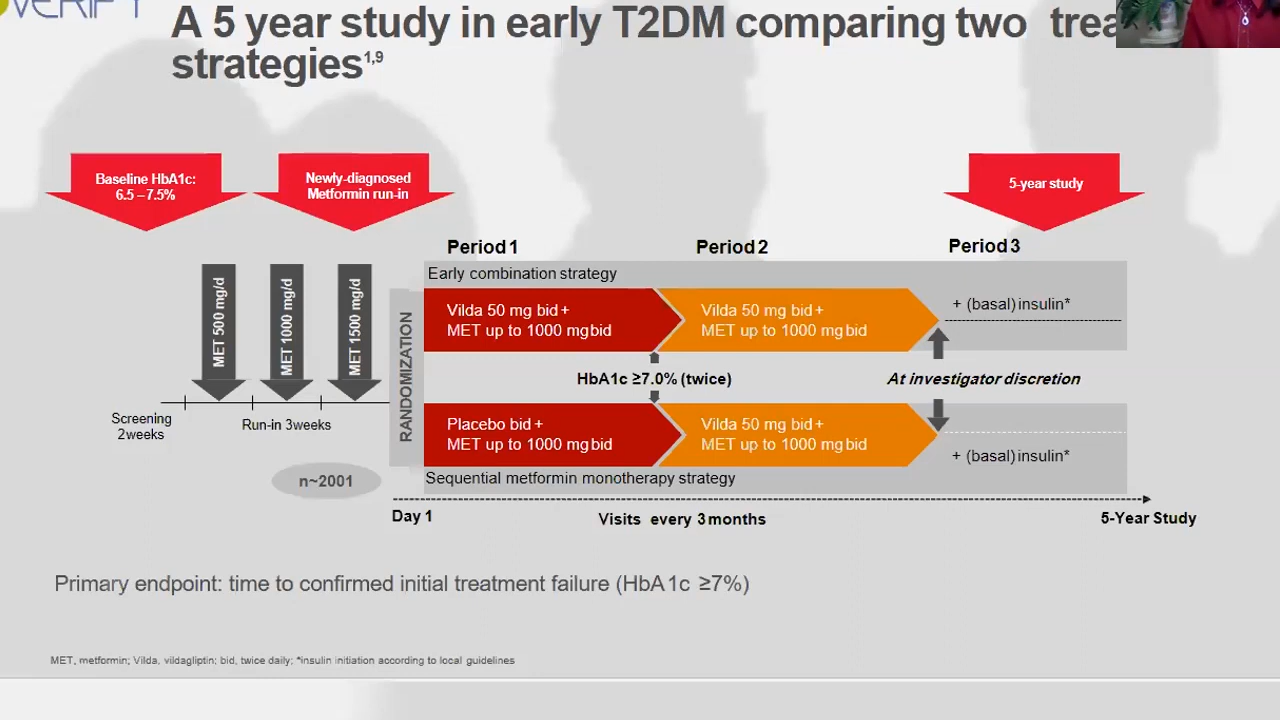 VERIFY
A 5 year study in early T2DM comparing two
strategies1,9
Baseline HbA1c:
6.5 – 7.5%
Newly-diagnosed
Metformin run-in
5-year study
Period 1
Period 2
Period 3
Early combination strategy
MET 500 mg/d
MET 1000 mg/d
MET 1500 mg/d
RANDOMIZATION
Vilda 50 mg bid +
MET up to 1000 mg bid
Vilda 50 mg bid +
MET up to 1000 mg bid
+ (basal) insulin*
HbA1c ≥7.0% (twice)
At investigator discretion
Screening
2weeks
Run-in 3weeks
Placebo bid +
MET up to 1000 mg bid
Vilda 50 mg bid +
MET up to 1000 mg bid
+ (basal) insulin*
n~2001
Sequential metformin monotherapy strategy
Day 1
Visits every 3 months
5-Year Study
Primary endpoint: time to confirmed initial treatment failure (HbA1c ≥7%)
MET, metformin; Vilda, vildagliptin; bid, twice daily; *insulin initiation according to local guidelines